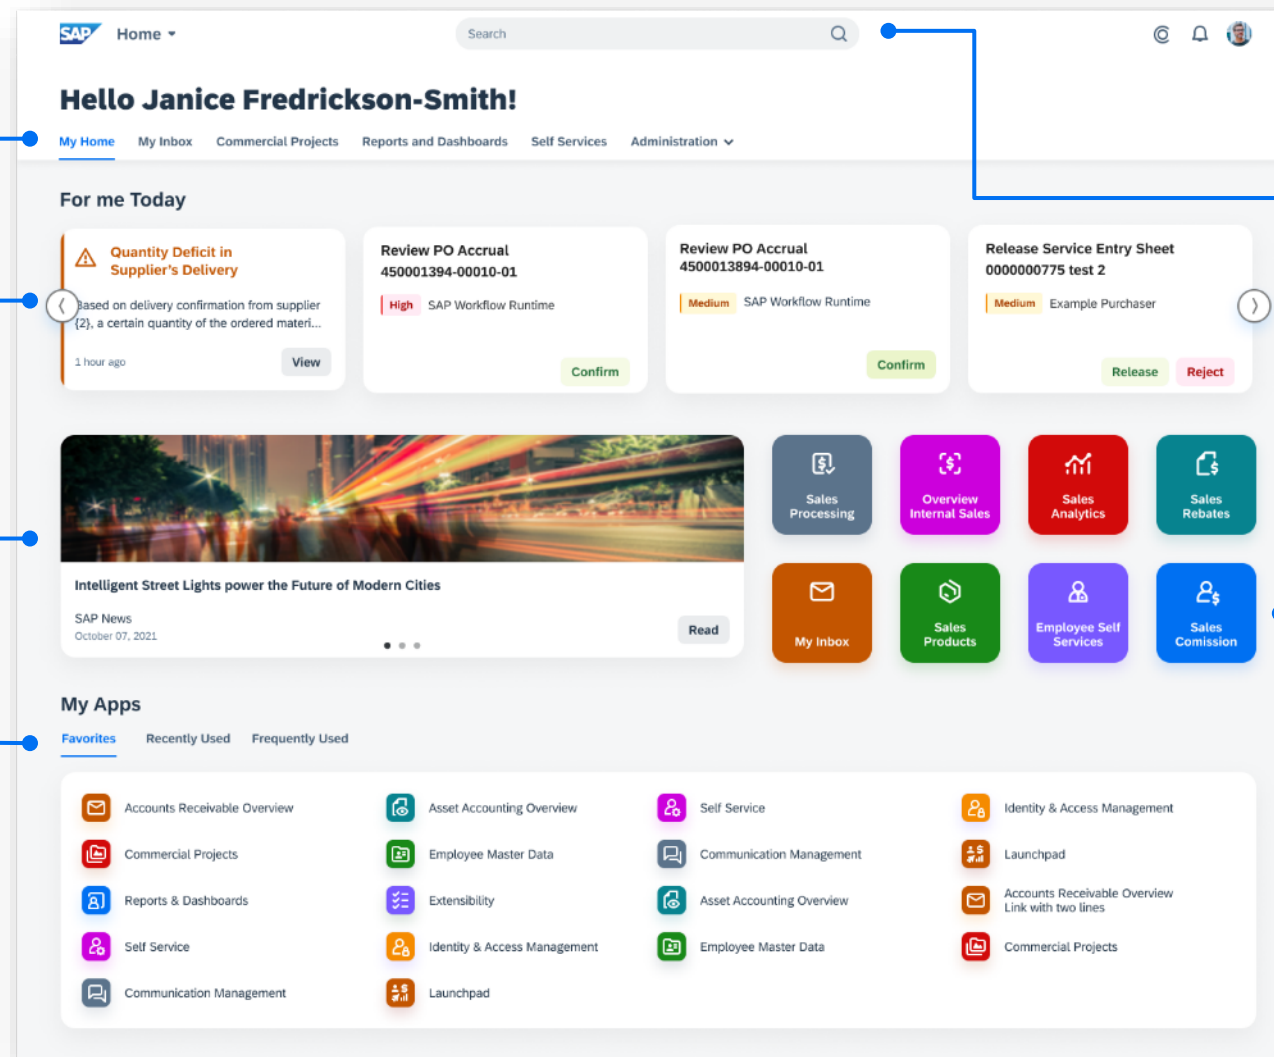 SAP Home
Search
Hello Janice Fredrickson-Smith!
My Home My Inbox Commercial Projects Reports and Dashboards Self Services Administration
For me Today
Quantity Deficit in
Supplier's Delivery
Based on delivery confirmation from supplier
{2}, a certain quantity of the ordered materi...
1 hour ago
View
Review PO Accrual
450001394-00010-01
High SAP Workflow Runtime
Confirm
Review PO Accrual
4500013894-00010-01
Medium SAP Workflow Runtime
Confirm
Release Service Entry Sheet
0000000775 test 2
Medium Example Purchaser
Release Reject
Intelligent Street Lights power the Future of Modern Cities
SAP News
October 07, 2021
Read
Sales
Processing
Overview
Internal Sales
Sales
Analytics
Sales
Rebates
My Inbox
Sales
Products
Employee Self
Services
Sales
Comission
My Apps
Favorites Recently Used Frequently Used
Accounts Receivable Overview
Commercial Projects
Reports & Dashboards
Self Service
Communication Management
Asset Accounting Overview
Employee Master Data
Extensibility
Identity & Access Management
Launchpad
Self Service
Communication Management
Asset Accounting Overview
Employee Master Data
Identity & Access Management
Launchpad
Accounts Receivable Overview
Link with two lines
Commercial Projects